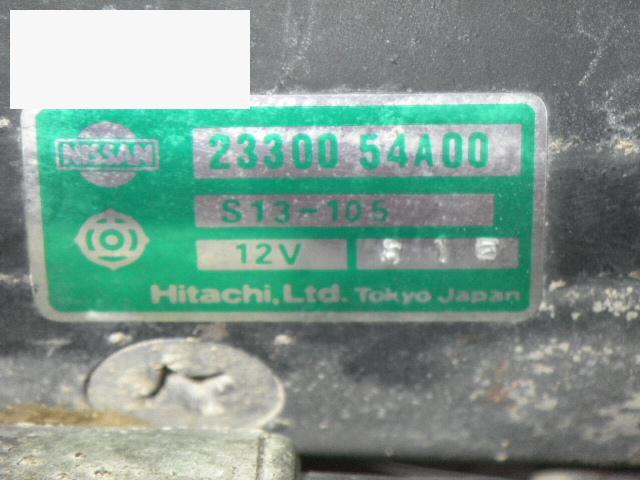 NISSAN
23300 54A00
S13-105
12V
Hitachi, Ltd. Tokyo Japan